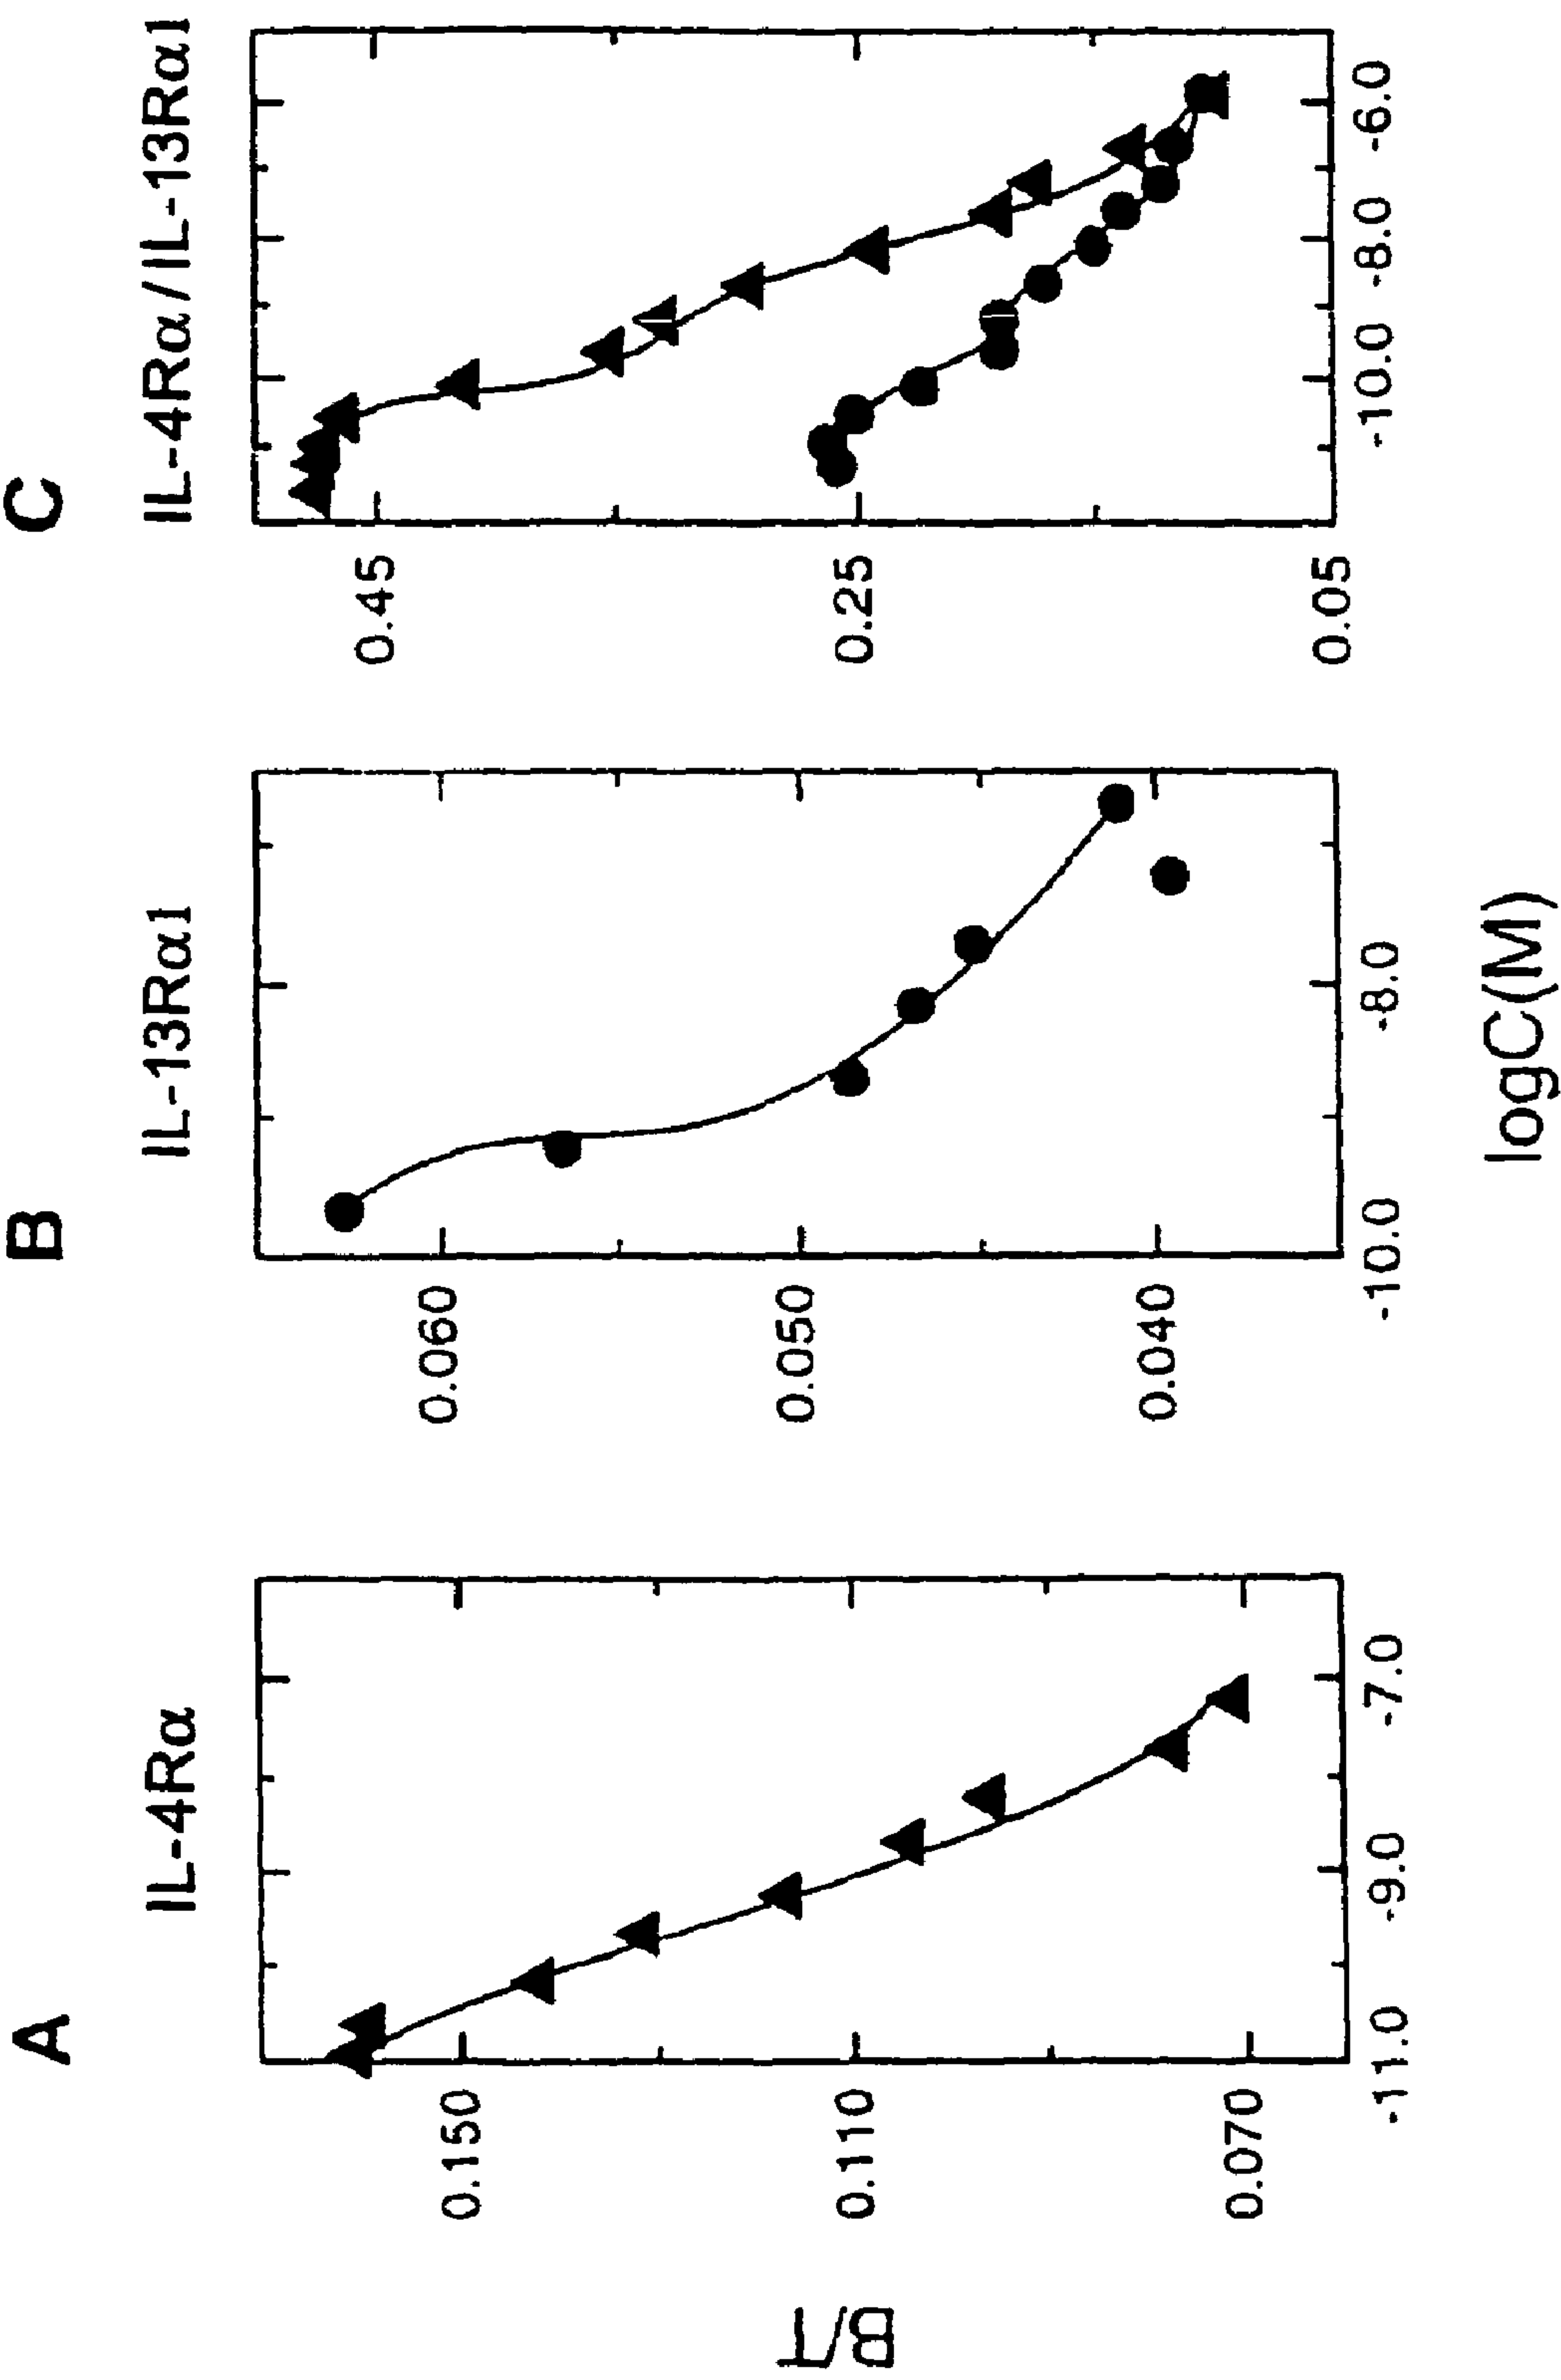 A
IL-4Rα
0.150
0.110
0.070
-11.0
-9.0
-7.0
B
IL-13Rα1
0.060
0.050
0.040
-10.0
-8.0
C
IL-4Rα/IL-13Rα1
0.45
0.25
0.05
-10.0
-8.0
-6.0
B/T
logC(M)